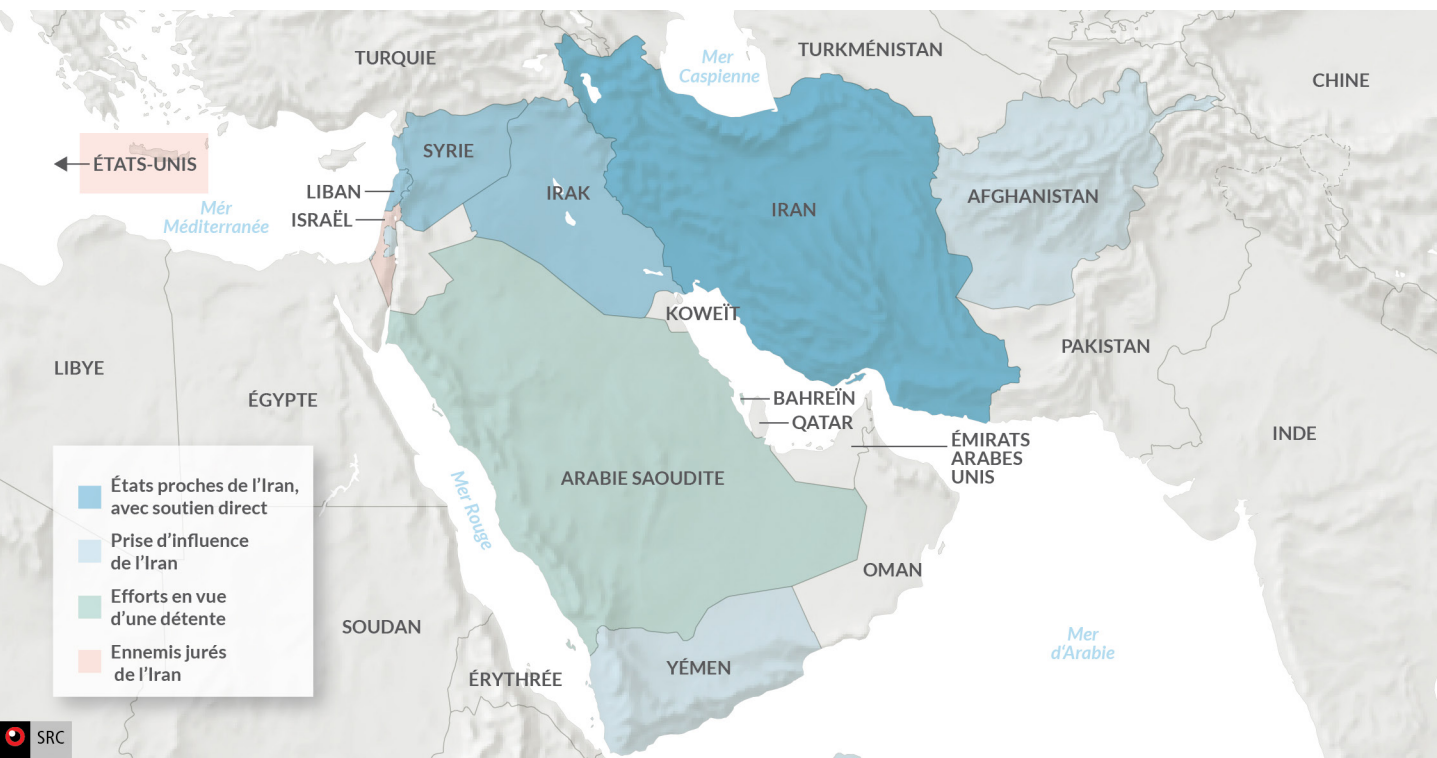 TURQUIE
Mer
Caspienne
TURKMÉNISTAN
CHINE
ÉTATS-UNIS
SYRIE
LIBAN
IRAK
IRAN
AFGHANISTAN
Mér
Méditerranée
ISRAËL
KOWEÏT
PAKISTAN
LIBYE
ÉGYPTE
BAHREÏN
QATAR
ÉMIRATS
ARABES
UNIS
INDE
ARABIE SAOUDITE
Mer Rouge
États proches de l’Iran,
avec soutien direct
Prise d’influence
de l’Iran
Efforts en vue
d’une détente
Ennemis jurés
de l’Iran
OMAN
SOUDAN
Mer
d‘Arabie
YÉMEN
ÉRYTHRÉE
SRC